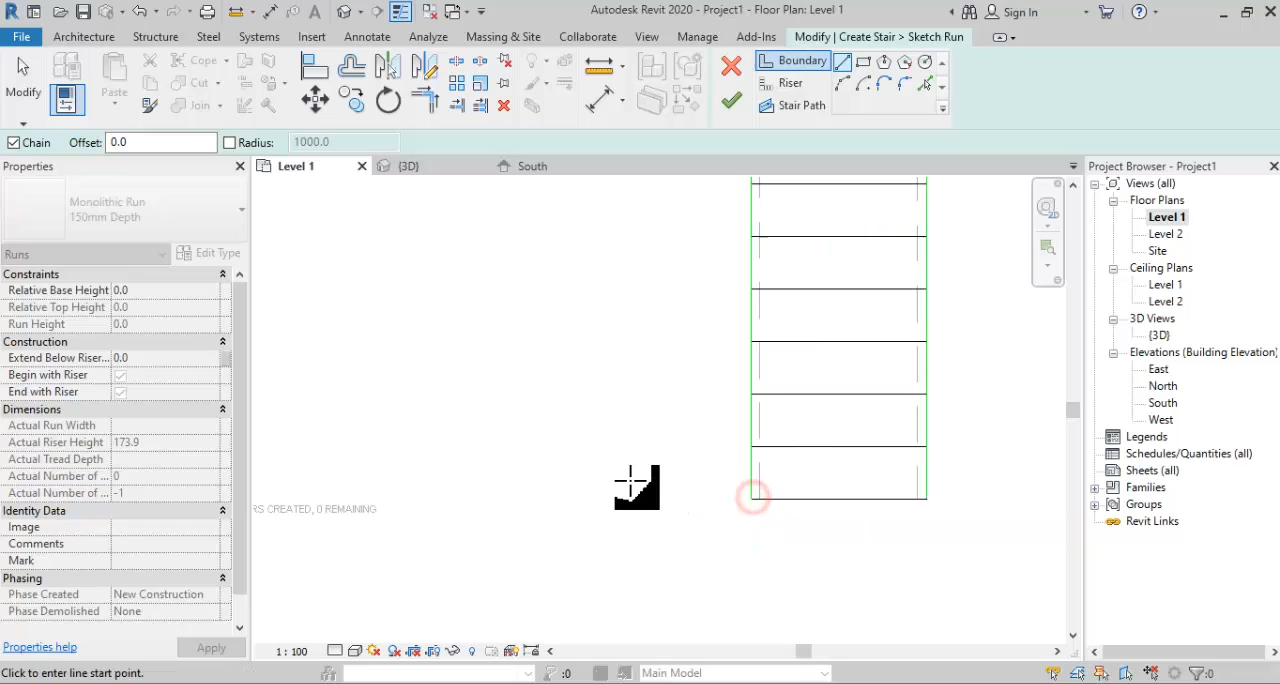 Autodesk Revit 2020 - Project1 - Floor Plan: Level 1
Sign In
File Architecture Structure Steel Systems Insert Annotate Analyze Massing & Site Collaborate View Manage Add-Ins Modify | Create Stair > Sketch Run
Modify
Paste
Cope
Cut
Join
Boundary
Riser
Stair Path
Chain Offset: 0.0 Radius: 1000.0
Properties
Level 1
{3D}
South
Project Browser - Project1
Monolithic Run
150mm Depth
Runs
Edit Type
Constraints
Relative Base Height 0.0
Relative Top Height 0.0
Run Height 0.0
Construction
Extend Below Riser... 0.0
Begin with Riser
End with Riser
Dimensions
Actual Run Width
Actual Riser Height 173.9
Actual Tread Depth
Actual Number of ... 0
Actual Number of ... -1
Identity Data
Image
Comments
Mark
Phasing
Phase Created New Construction
Phase Demolished None
Properties help
Apply
RS CREATED, 0 REMAINING
2D
Views (all)
Floor Plans
Level 1
Level 2
Site
Ceiling Plans
Level 1
Level 2
3D Views
{3D}
Elevations (Building Elevation)
East
North
South
West
Legends
Schedules/Quantities (all)
Sheets (all)
Families
Groups
Revit Links
1 : 100
Click to enter line start point.
:0
Main Model
:0